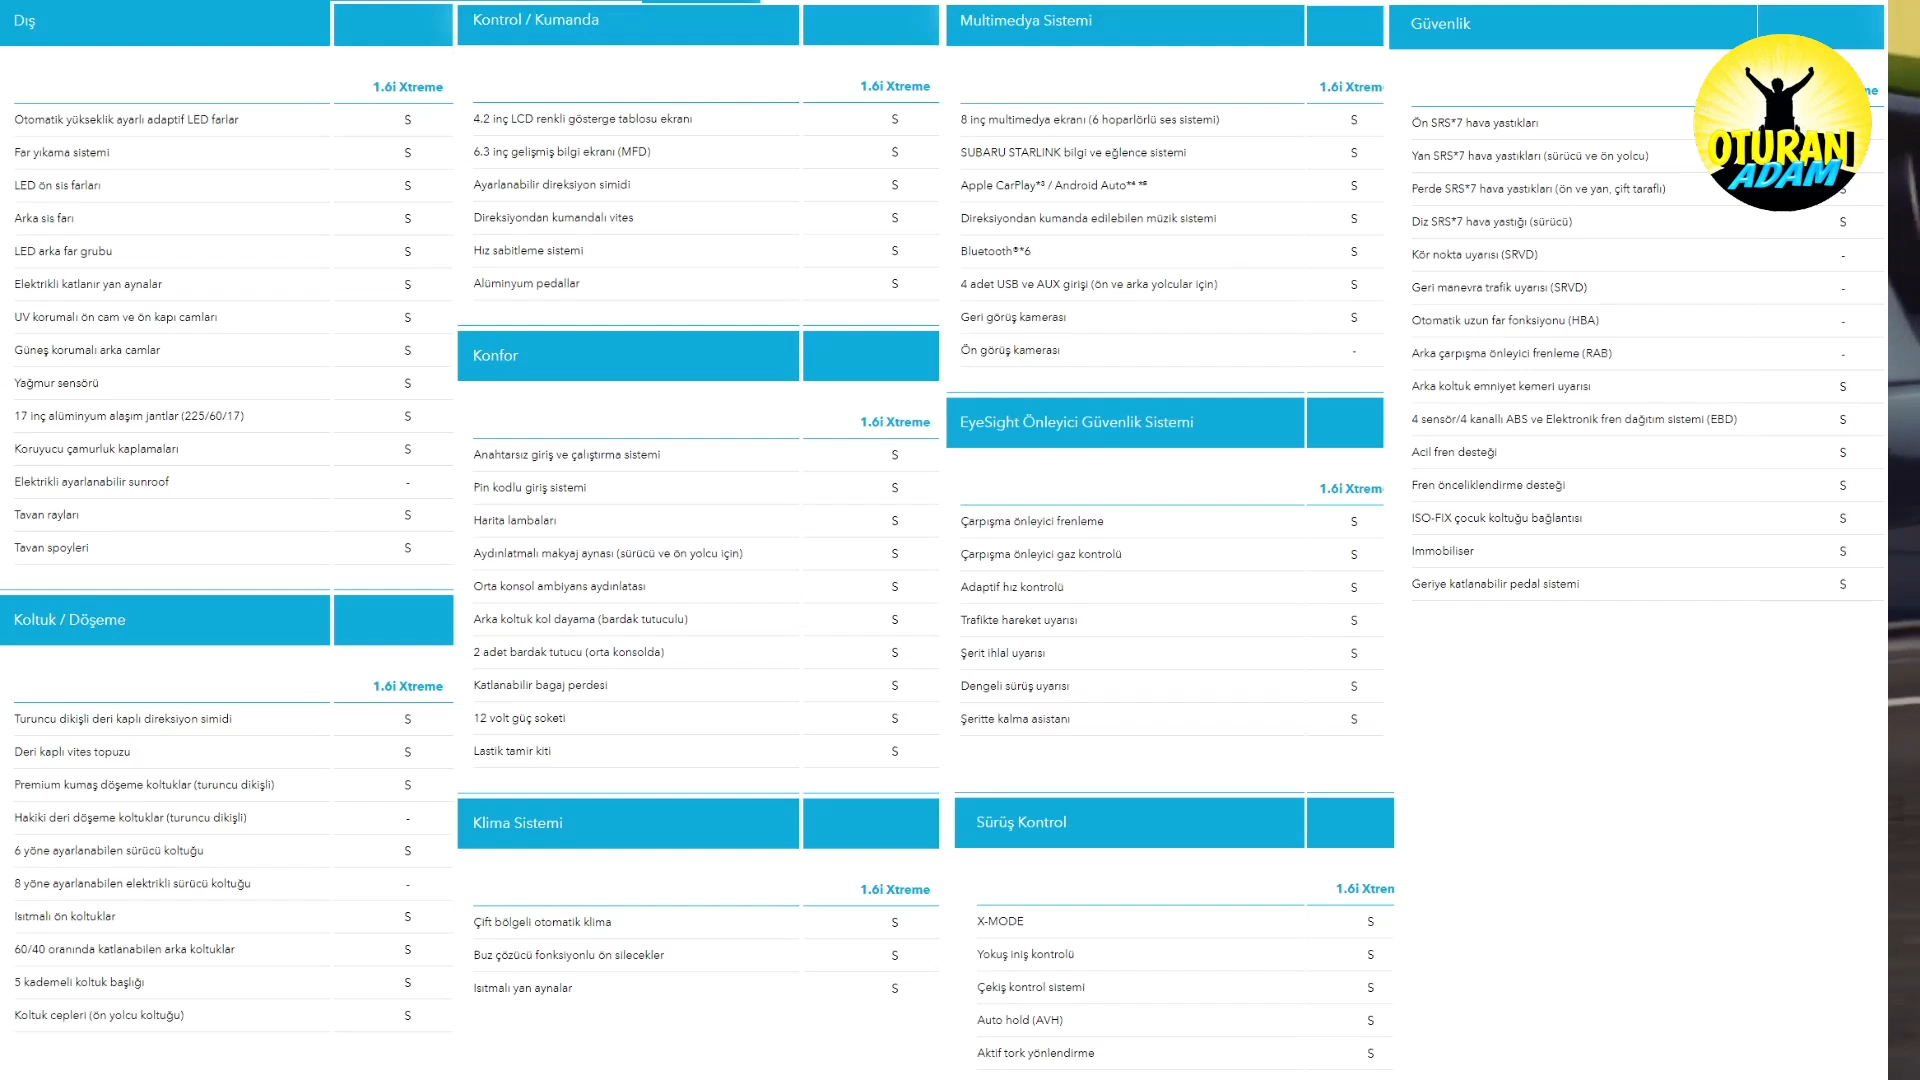 Dış
1.6i Xtreme
Otomatik yükseklik ayarlı adaptif LED farlar S
Far yıkama sistemi S
LED ön sis farları S
Arka sis farı S
LED arka far grubu S
Elektrikli katlanır yan aynalar S
UV korumalı ön cam ve ön kapı camları S
Güneş korumalı arka camlar S
Yağmur sensörü S
17 inç alüminyum alaşım jantlar (225/60/17) S
Koruyucu çamurluk kaplamaları S
Elektrikli ayarlanabilir sunroof -
Tavan rayları S
Tavan spoyleri S
Koltuk / Döşeme
1.6i Xtreme
Turuncu dikişli deri kaplı direksiyon simidi S
Deri kaplı vites topuzu S
Premium kumaş döşeme koltuklar (turuncu dikişli) S
Hakiki deri döşeme koltuklar (turuncu dikişli) -
6 yöne ayarlanabilen sürücü koltuğu S
8 yöne ayarlanabilen elektrikli sürücü koltuğu -
Isıtmalı ön koltuklar S
60/40 oranında katlanabilen arka koltuklar S
5 kademeli koltuk başlığı S
Koltuk cepleri (ön yolcu koltuğu) S
Kontrol / Kumanda
1.6i Xtreme
4.2 inç LCD renkli gösterge tablosu ekranı S
6.3 inç gelişmiş bilgi ekranı (MFD) S
Ayarlanabilir direksiyon simidi S
Direksiyondan kumandalı vites S
Hız sabitleme sistemi S
Alüminyum pedallar S
Konfor
1.6i Xtreme
Anahtarsız giriş ve çalıştırma sistemi S
Pin kodlu giriş sistemi S
Harita lambaları S
Aydınlatmalı makyaj aynası (sürücü ve ön yolcu için) S
Orta konsol ambiyans aydınlatası S
Arka koltuk kol dayama (bardak tutuculu) S
2 adet bardak tutucu (orta konsolda) S
Katlanabilir bagaj perdesi S
12 volt güç soketi S
Lastik tamir kiti S
Klima Sistemi
1.6i Xtreme
Çift bölgeli otomatik klima S
Buz çözücü fonksiyonlu ön silecekler S
Isıtmalı yan aynalar S
Multimedya Sistemi
1.6i Xtrem
8 inç multimedya ekranı (6 hoparlörlü ses sistemi) S
SUBARU STARLINK bilgi ve eğlence sistemi S
Apple CarPlay*³ / Android Auto*⁴ *⁵ S
Direksiyondan kumanda edilebilen müzik sistemi S
Bluetooth®*6 S
4 adet USB ve AUX girişi (ön ve arka yolcular için) S
Geri görüş kamerası S
Ön görüş kamerası -
EyeSight Önleyici Güvenlik Sistemi
1.6i Xtrem
Çarpışma önleyici frenleme S
Çarpışma önleyici gaz kontrolü S
Adaptif hız kontrolü S
Trafikte hareket uyarısı S
Şerit ihlal uyarısı S
Dengeli sürüş uyarısı S
Şeritte kalma asistanı S
Sürüş Kontrol
1.6i Xtren
X-MODE S
Yokuş iniş kontrolü S
Çekiş kontrol sistemi S
Auto hold (AVH) S
Aktif tork yönlendirme S
Güvenlik
me
Ön SRS*7 hava yastıkları
Yan SRS*7 hava yastıkları (sürücü ve ön yolcu)
Perde SRS*7 hava yastıkları (ön ve yan, çift taraflı) S
Diz SRS*7 hava yastığı (sürücü) S
Kör nokta uyarısı (SRVD) -
Geri manevra trafik uyarısı (SRVD) -
Otomatik uzun far fonksiyonu (HBA) -
Arka çarpışma önleyici frenleme (RAB) -
Arka koltuk emniyet kemeri uyarısı S
4 sensör/4 kanallı ABS ve Elektronik fren dağıtım sistemi (EBD) S
Acil fren desteği S
Fren önceliklendirme desteği S
ISO-FIX çocuk koltuğu bağlantısı S
Immobiliser S
Geriye katlanabilir pedal sistemi S
OTURAN
ADAM